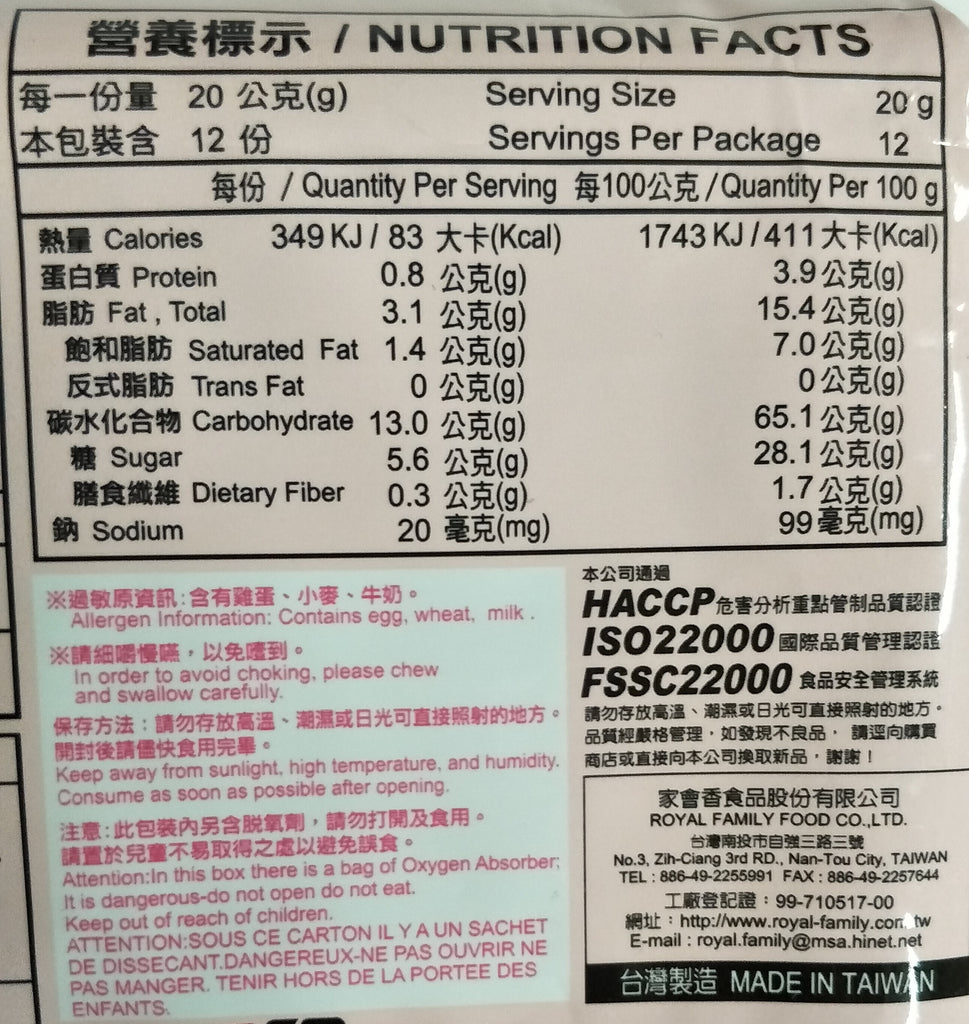 營養標示 / NUTRITION FACTS
每一份量 20 公克(g) Serving Size 20 g
本包裝含 12 份 Servings Per Package 12
每份 / Quantity Per Serving 每100公克 / Quantity Per 100 g
熱量 Calories 349 KJ / 83 大卡(Kcal) 1743 KJ / 411 大卡(Kcal)
蛋白質 Protein 0.8 公克(g) 3.9 公克(g)
脂肪 Fat , Total 3.1 公克(g) 15.4 公克(g)
飽和脂肪 Saturated Fat 1.4 公克(g) 7.0 公克(g)
反式脂肪 Trans Fat 0 公克(g) 0 公克(g)
碳水化合物 Carbohydrate 13.0 公克(g) 65.1 公克(g)
糖 Sugar 5.6 公克(g) 28.1 公克(g)
膳食纖維 Dietary Fiber 0.3 公克(g) 1.7 公克(g)
鈉 Sodium 20 毫克(mg) 99 毫克(mg)
※過敏原資訊:含有雞蛋、小麥、牛奶。
Allergen Information: Contains egg, wheat, milk .
※請細嚼慢嚥，以免噎到。
In order to avoid choking, please chew
and swallow carefully.
保存方法：請勿存放高溫、潮濕或日光可直接照射的地方。
開封後請儘快食用完畢。
Keep away from sunlight, high temperature, and humidity.
Consume as soon as possible after opening.
注意:此包裝內另含脫氧劑，請勿打開及食用。
請置於兒童不易取得之處以避免誤食。
Attention:In this box there is a bag of Oxygen Absorber;
It is dangerous-do not open do not eat.
Keep out of reach of children.
ATTENTION:SOUS CE CARTON IL Y A UN SACHET
DE DISSECANT.DANGEREUX-NE PAS OUVRIR NE
PAS MANGER. TENIR HORS DE LA PORTEE DES
ENFANTS.
本公司通過
HACCP危害分析重點管制品質認證
ISO22000 國際品質管理認證
FSSC22000 食品安全管理系統
請勿存放高溫、潮濕或日光可直接照射的地方。
品質經嚴格管理，如發現不良品，請逕向購買
商店或直接向本公司換取新品，謝謝！
家會香食品股份有限公司
ROYAL FAMILY FOOD CO.,LTD.
台灣南投市自強三路三號
No.3, Zih-Ciang 3rd RD., Nan-Tou City, TAIWAN
TEL : 886-49-2255991 FAX : 886-49-2257644
工廠登記證：99-710517-00
網址：http://www.royal-family.com.tw
E-mail : royal.family@msa.hinet.net
台灣製造 MADE IN TAIWAN